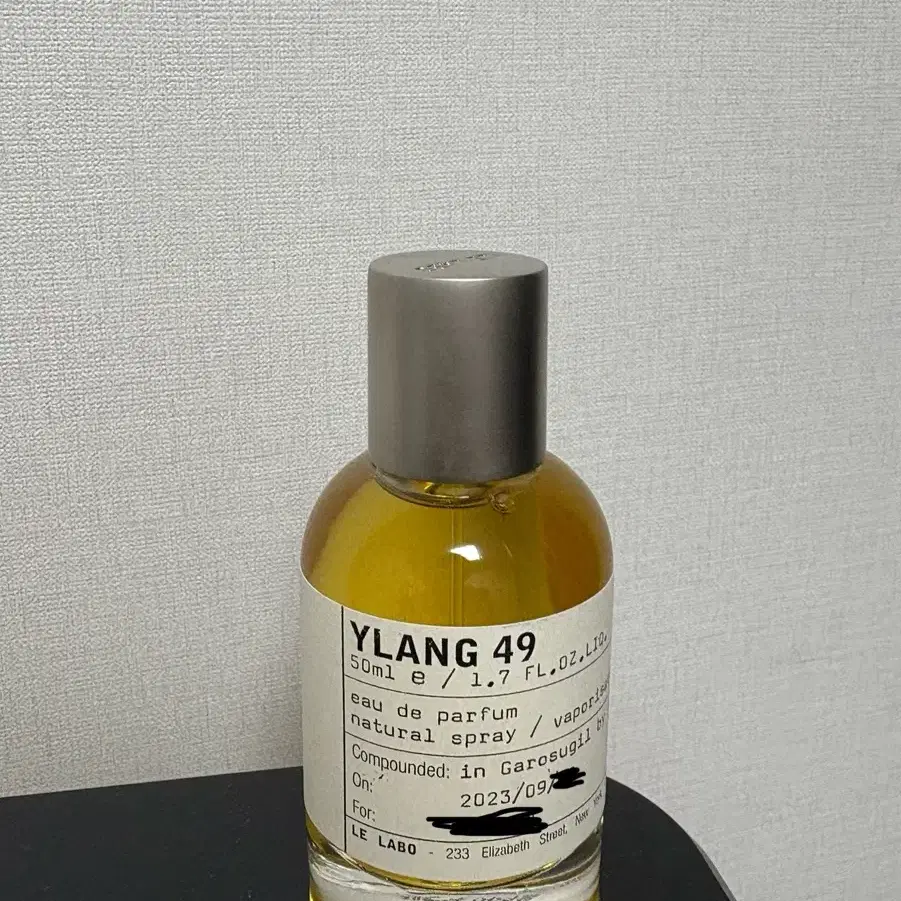 YLANG 49
50ml e / 1.7 FL.OZ.LIQ.
eau de parfum
natural spray / vaporis
Compounded: in Garosugil by
On: 2023/09/
For:
LE LABO - 233 Elizabeth Street, New York